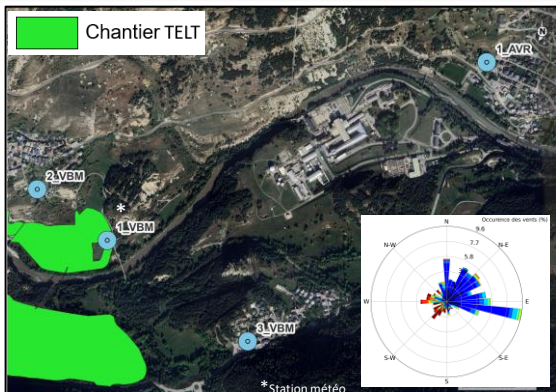 Chantier TELT
1_AVR
N
2_VBM
*
1_VBM
3_VBM
*Station météo
Occurence des vents (%)
N
9.6
7.7
5.8
N-W
N-E
W
E
S-W
S-E
S